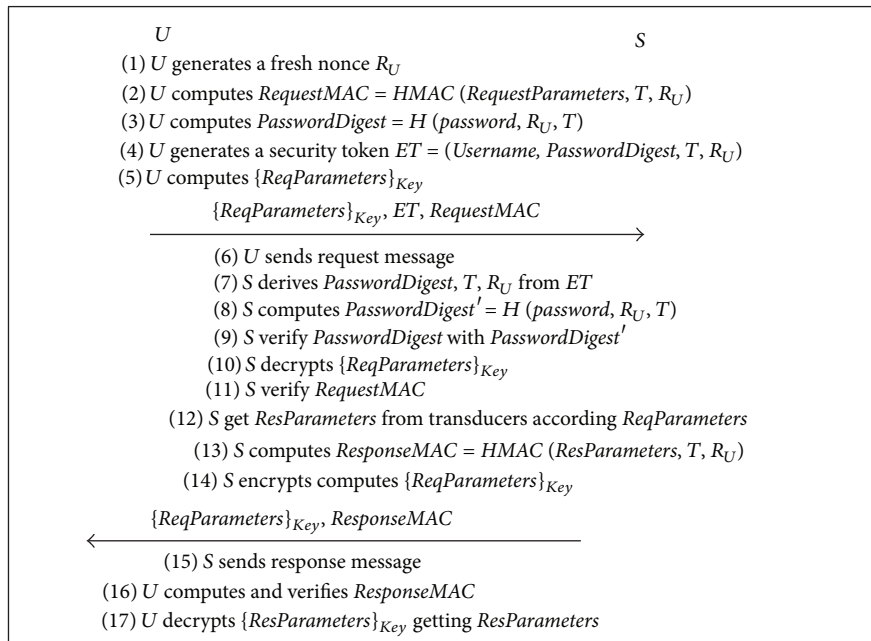 U S
(1) U generates a fresh nonce R_U
(2) U computes RequestMAC = HMAC (RequestParameters, T, R_U)
(3) U computes PasswordDigest = H (password, R_U, T)
(4) U generates a security token ET = (Username, PasswordDigest, T, R_U)
(5) U computes {ReqParameters}_Key
{ReqParameters}_Key, ET, RequestMAC
(6) U sends request message
(7) S derives PasswordDigest, T, R_U from ET
(8) S computes PasswordDigest′ = H (password, R_U, T)
(9) S verify PasswordDigest with PasswordDigest′
(10) S decrypts {ReqParameters}_Key
(11) S verify RequestMAC
(12) S get ResParameters from transducers according ReqParameters
(13) S computes ResponseMAC = HMAC (ResParameters, T, R_U)
(14) S encrypts computes {ReqParameters}_Key
{ReqParameters}_Key, ResponseMAC
(15) S sends response message
(16) U computes and verifies ResponseMAC
(17) U decrypts {ResParameters}_Key getting ResParameters